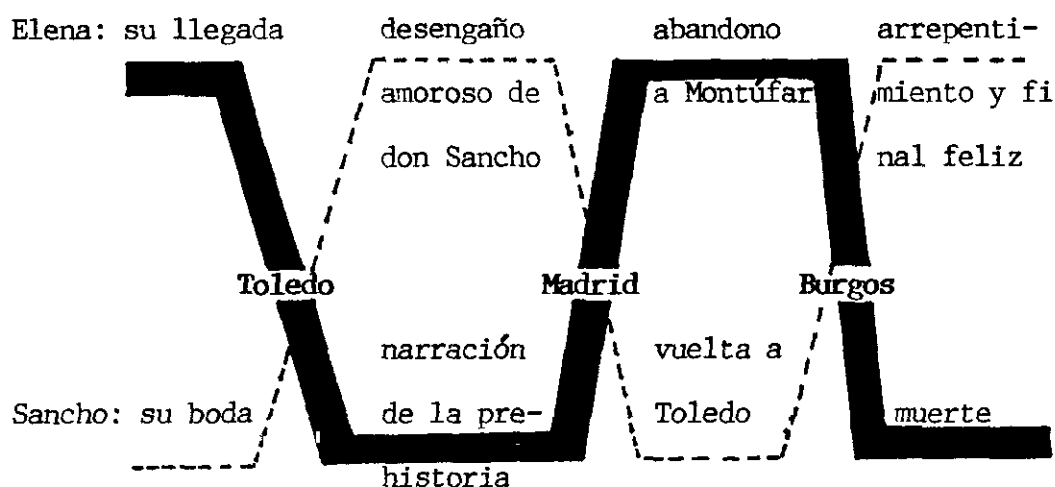 Elena: su llegada desengaño abandono arrepenti-
amoroso de a Montúfar miento y fi
don Sancho nal feliz
Toledo Madrid Burgos
narración vuelta a
Sancho: su boda de la pre- Toledo muerte
historia